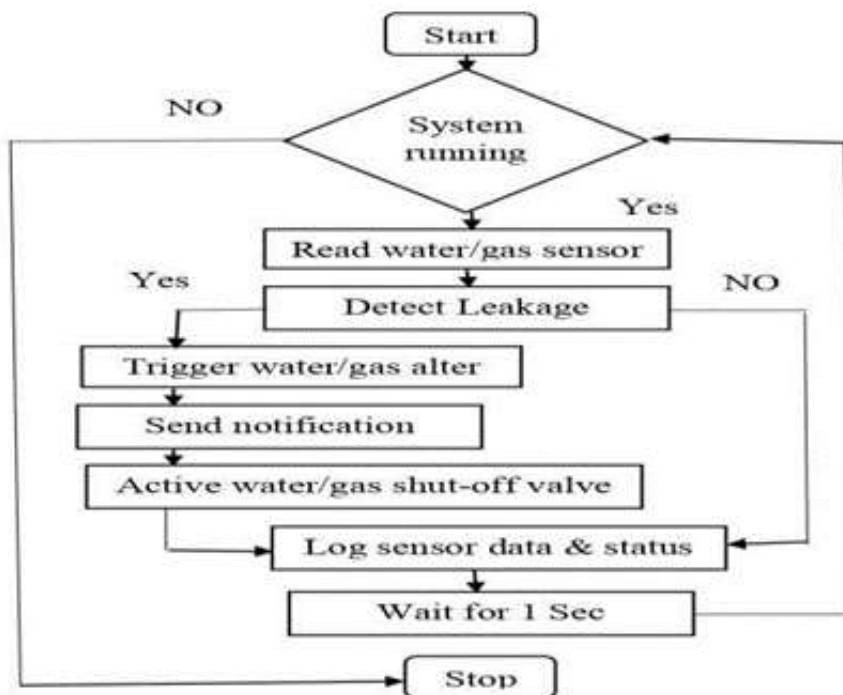 Start
NO
System
running
Yes
Read water/gas sensor
Yes
NO
Detect Leakage
Trigger water/gas alter
Send notification
Active water/gas shut-off valve
Log sensor data & status
Wait for 1 Sec
Stop